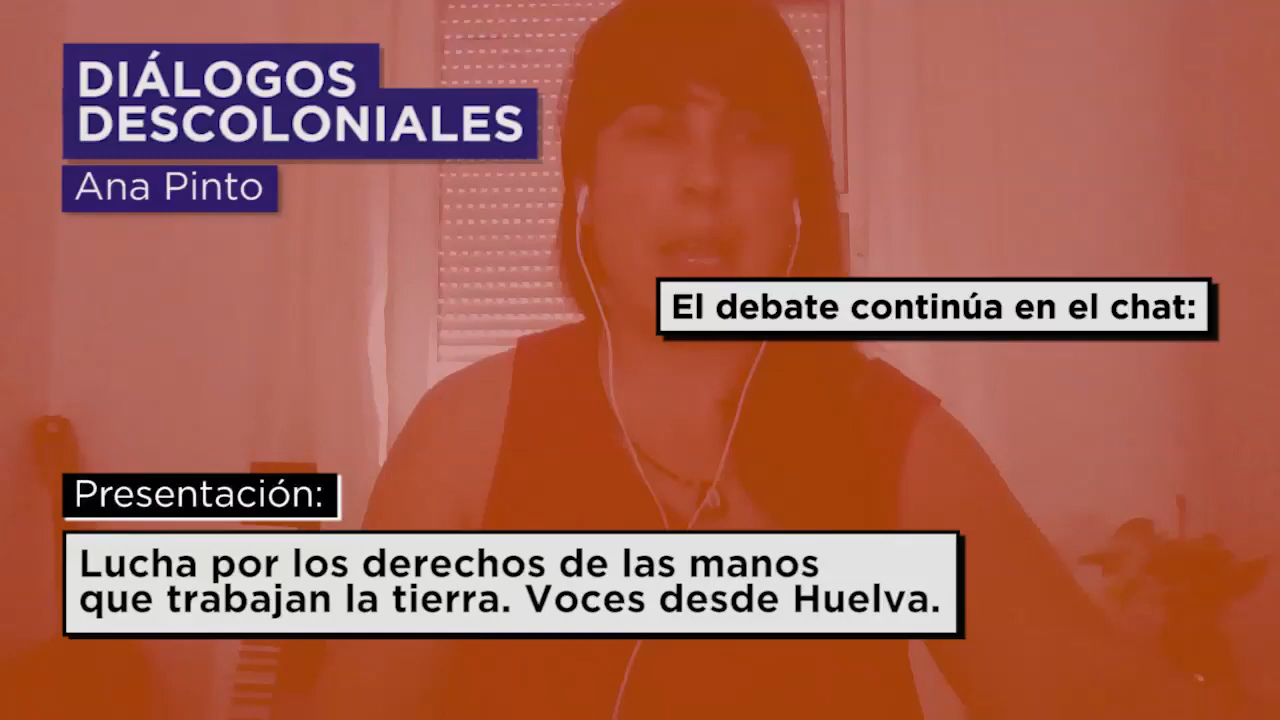 DIÁLOGOS
DESCOLONIALES
Ana Pinto
El debate continúa en el chat:
Presentación:
Lucha por los derechos de las manos
que trabajan la tierra. Voces desde Huelva.